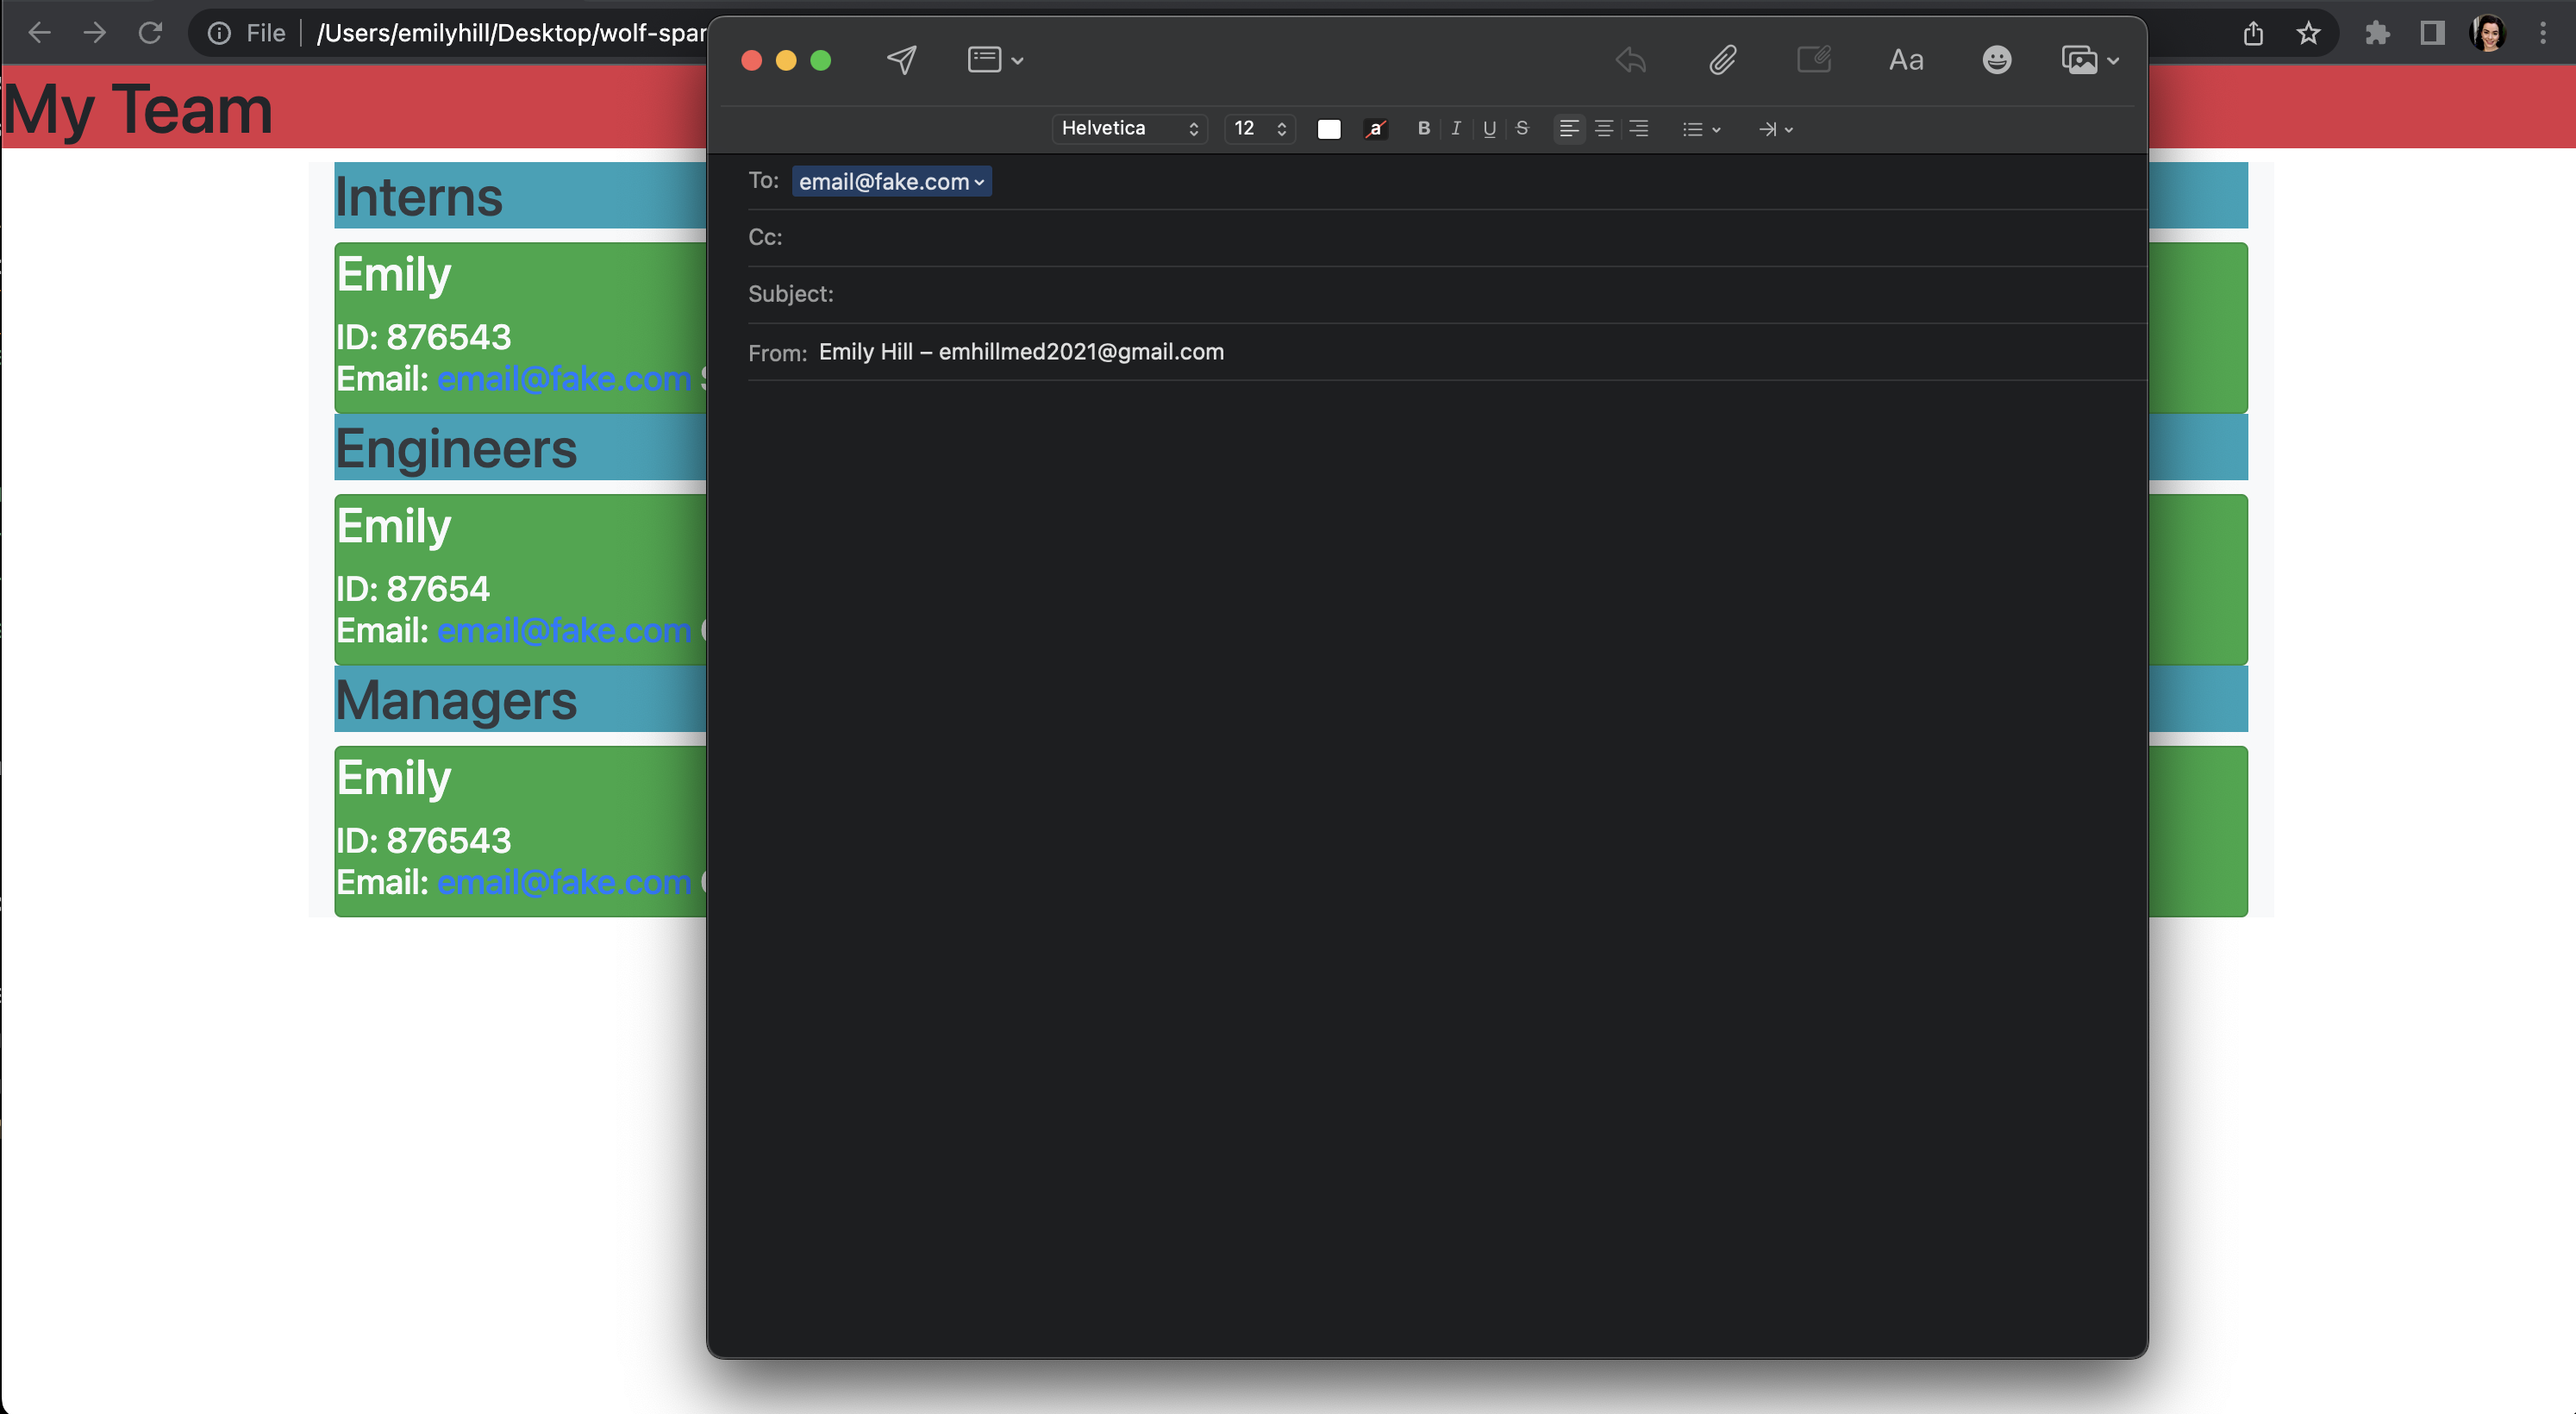 File /Users/emilyhill/Desktop/wolf-spar
My Team
Interns
Emily
ID: 876543
Email: email@fake.com
Engineers
Emily
ID: 87654
Email: email@fake.com
Managers
Emily
ID: 876543
Email: email@fake.com
Aa
Helvetica 12 a B I U S
To: email@fake.com
Cc:
Subject:
From: Emily Hill – emhillmed2021@gmail.com